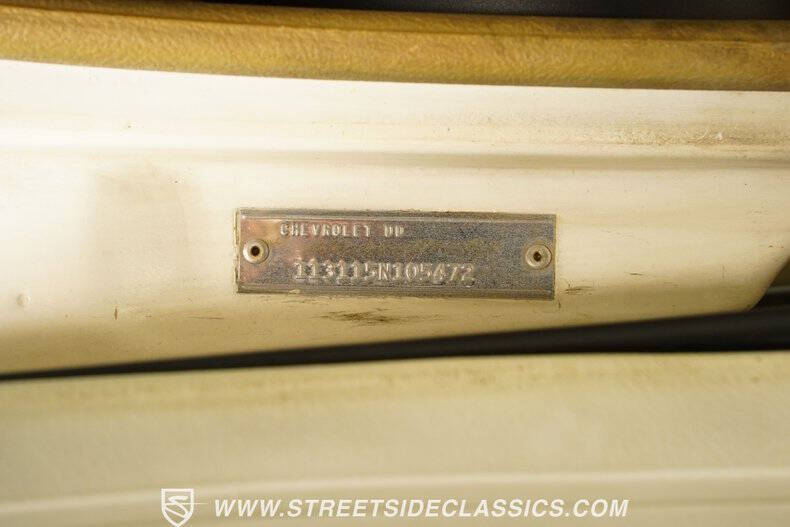 CHEVROLET DD
113115N105472
WWW.STREETSIDECLASSICS.COM